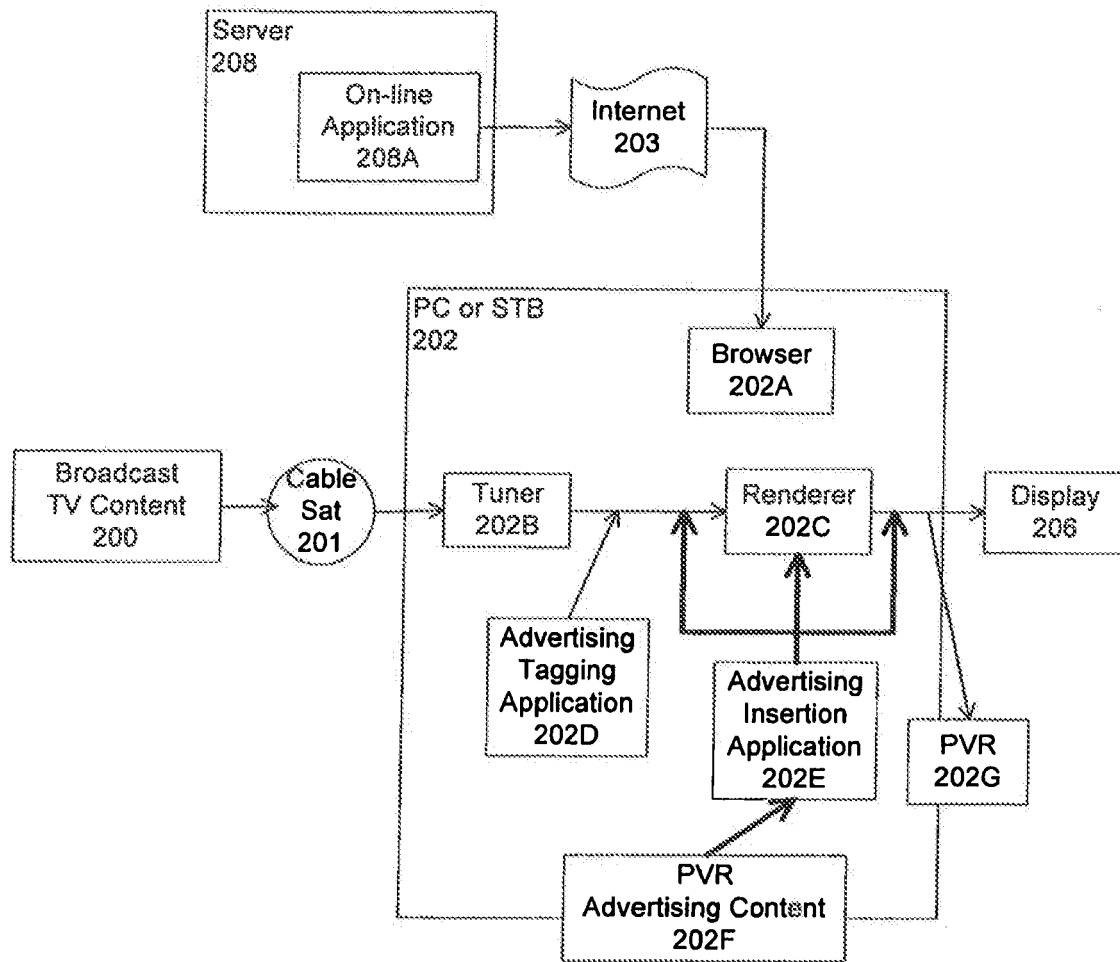 Server
208
On-line
Application
208A
Internet
203
PC or STB
202
Browser
202A
Broadcast
TV Content
200
Cable
Sat
201
Tuner
202B
Renderer
202C
Display
206
Advertising
Tagging
Application
202D
Advertising
Insertion
Application
202E
PVR
202G
PVR
Advertising Content
202F